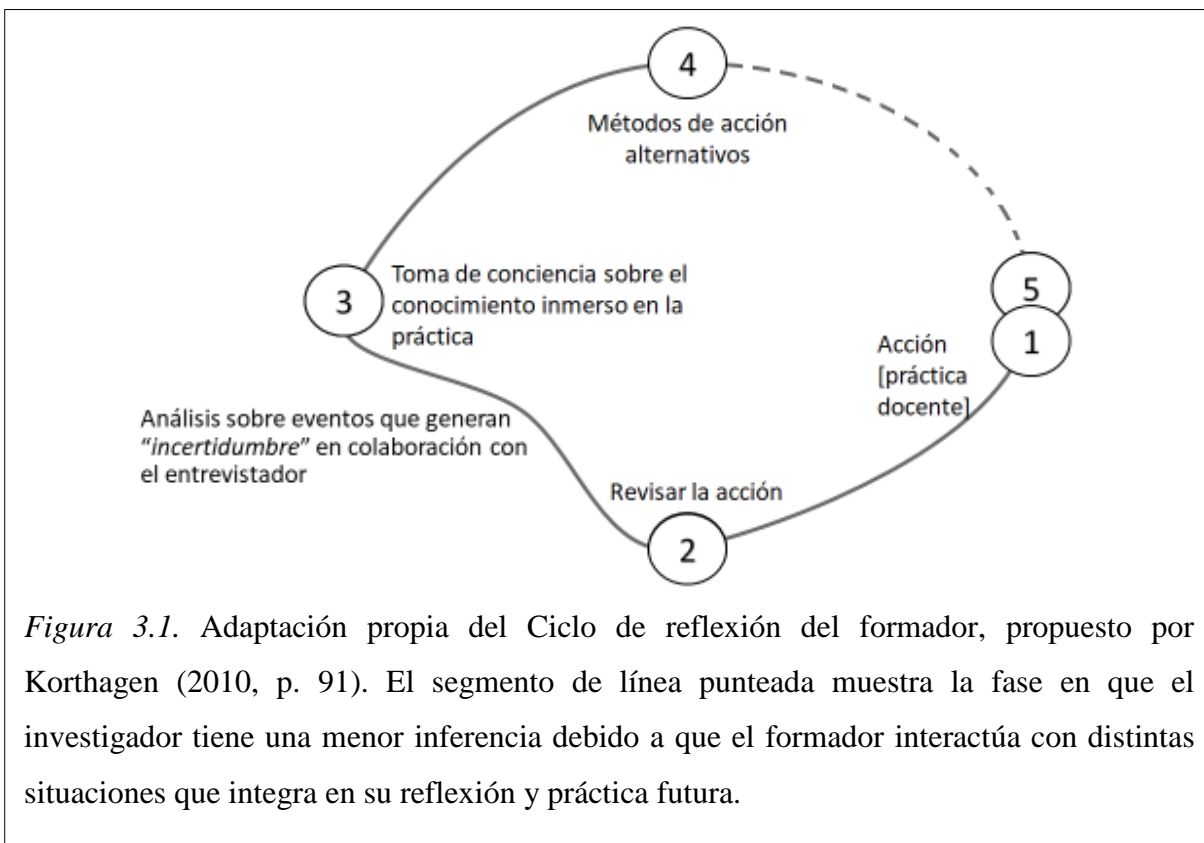 4
Métodos de acción
alternativos
3
Toma de conciencia sobre el
conocimiento inmerso en la
práctica
5
1
Acción
[práctica
docente]
Análisis sobre eventos que generan
“incertidumbre” en colaboración con
el entrevistador
Revisar la acción
2
Figura 3.1. Adaptación propia del Ciclo de reflexión del formador, propuesto por
Korthagen (2010, p. 91). El segmento de línea punteada muestra la fase en que el
investigador tiene una menor inferencia debido a que el formador interactúa con distintas
situaciones que integra en su reflexión y práctica futura.